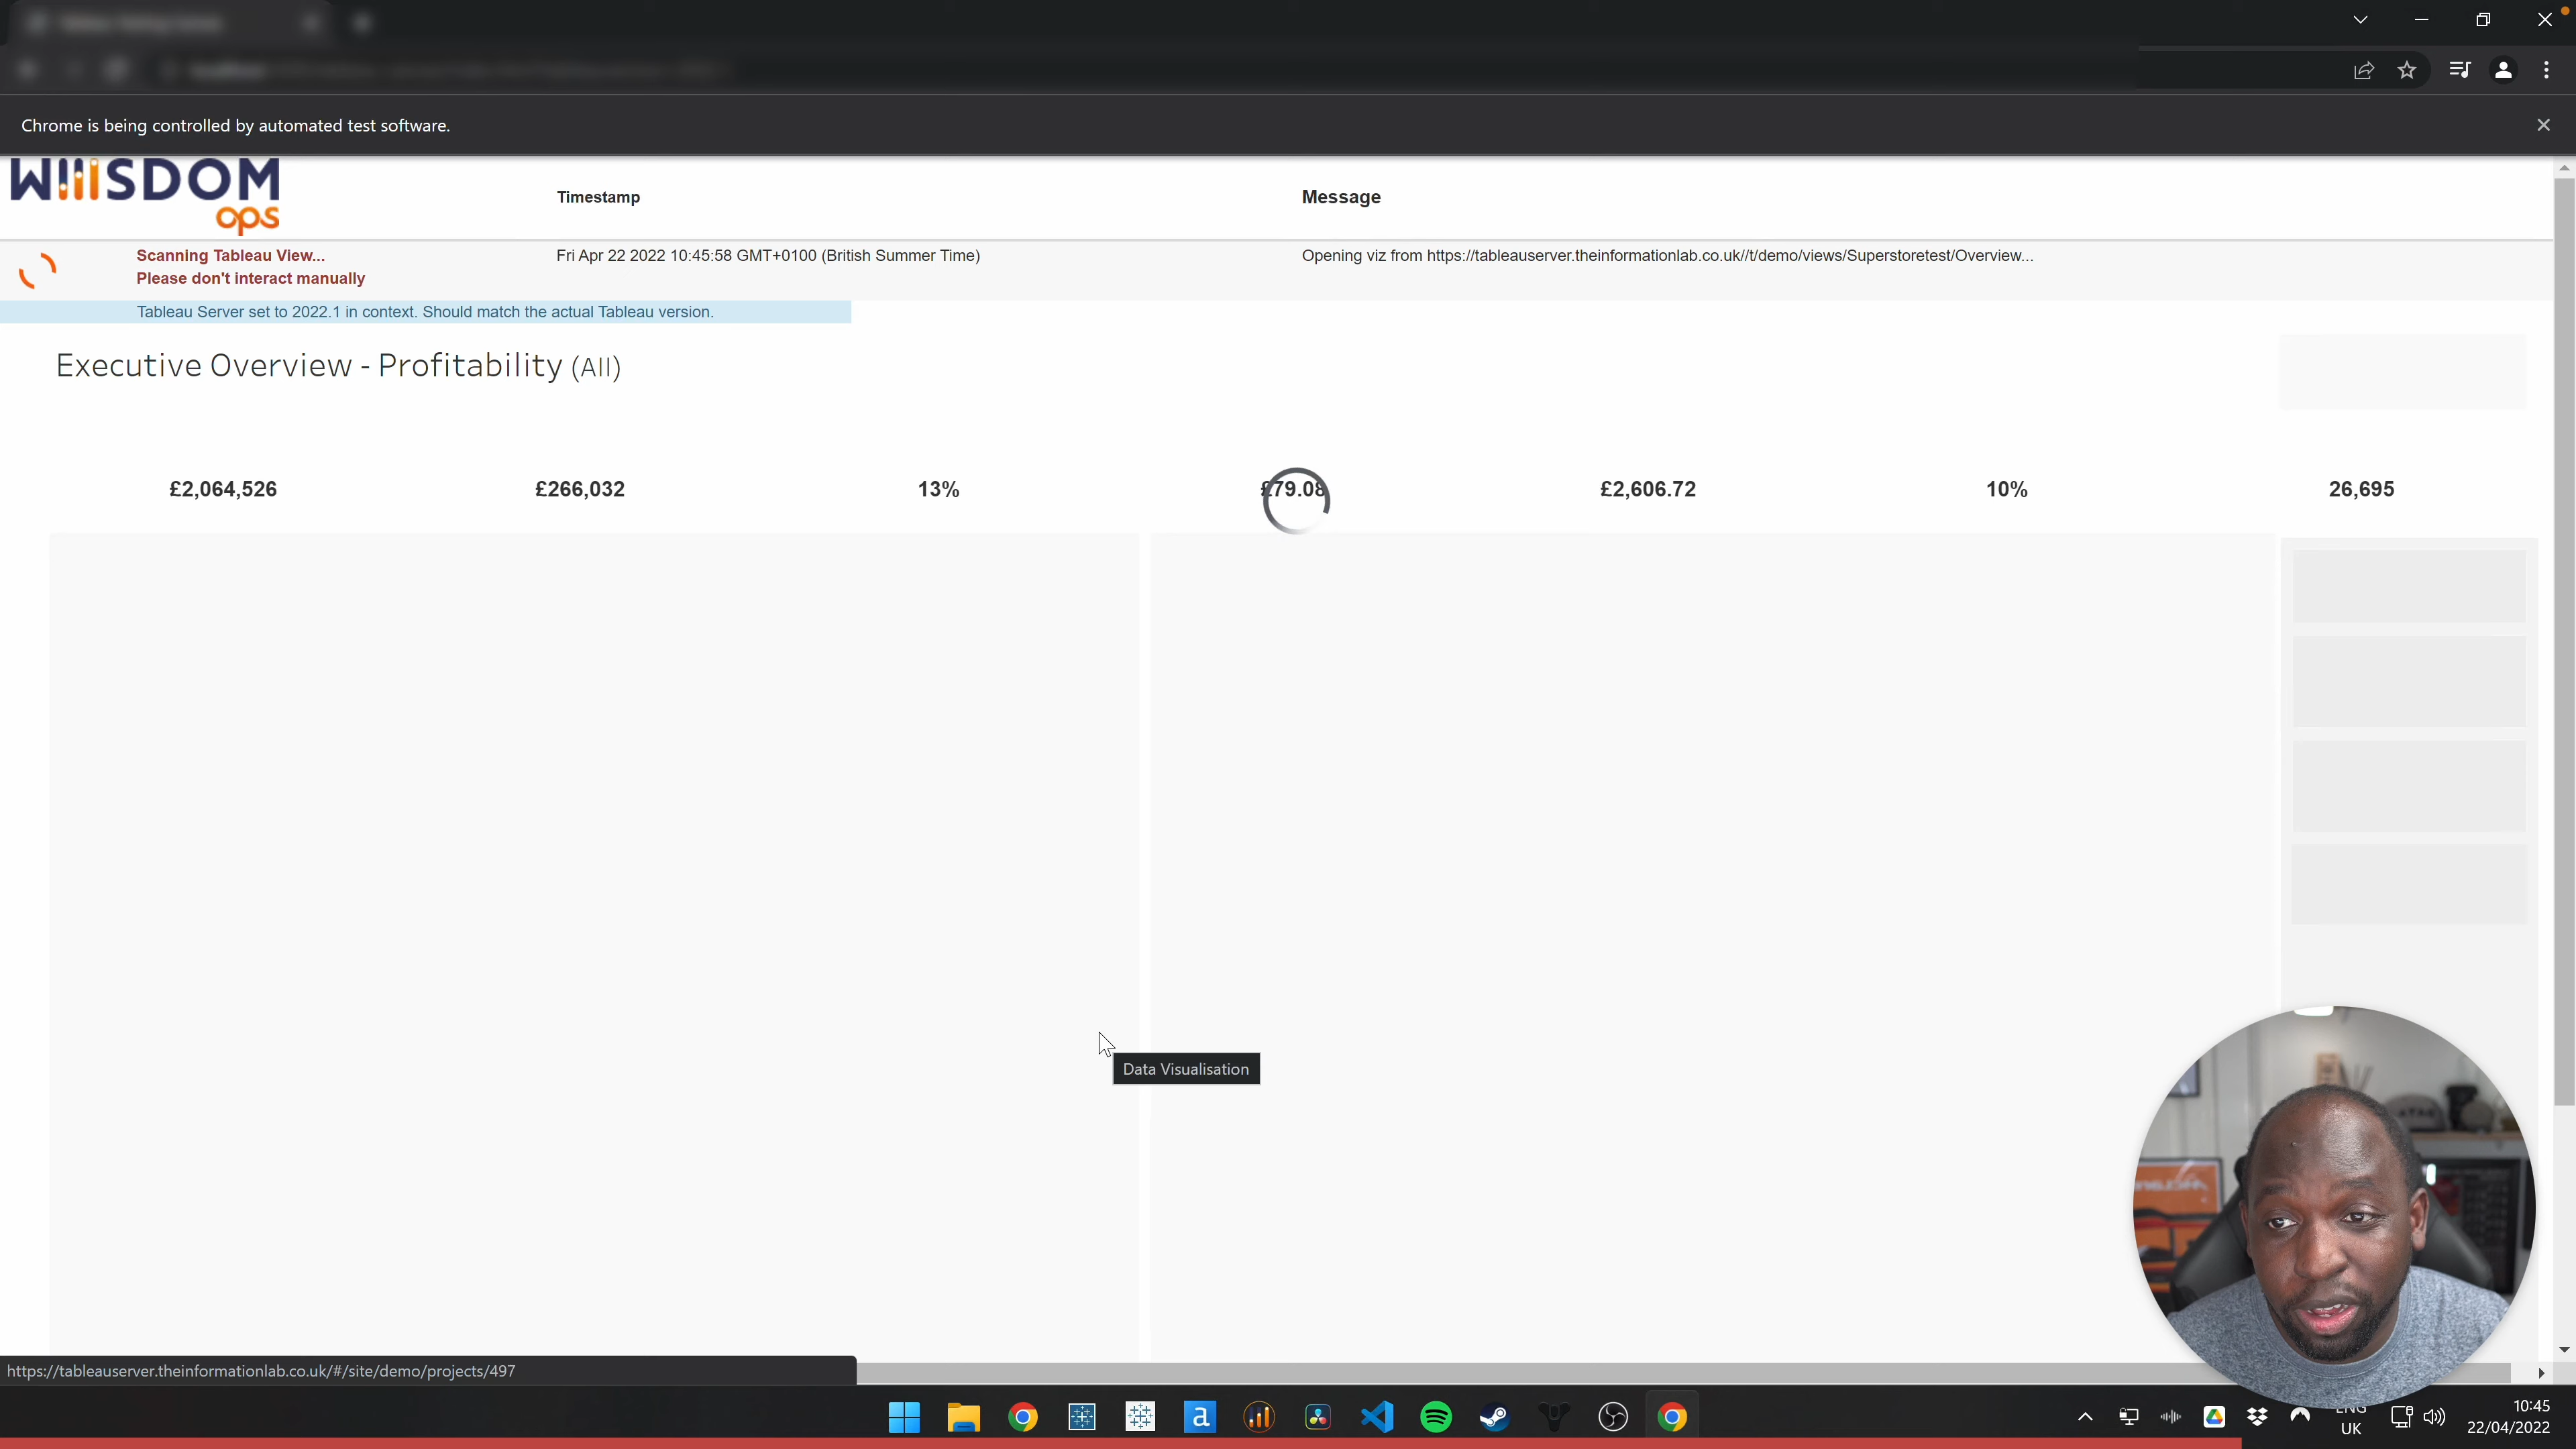 Chrome is being controlled by automated test software.
WIIISDOM
ops
Timestamp
Message
Scanning Tableau View...
Please don't interact manually
Fri Apr 22 2022 10:45:58 GMT+0100 (British Summer Time)
Opening viz from https://tableauserver.theinformationlab.co.uk//t/demo/views/Superstoretest/Overview...
Tableau Server set to 2022.1 in context. Should match the actual Tableau version.
Executive Overview - Profitability (All)
£2,064,526
£266,032
13%
£79.08
£2,606.72
10%
26,695
Data Visualisation
https://tableauserver.theinformationlab.co.uk/#/site/demo/projects/497
a
ENG
UK
10:45
22/04/2022